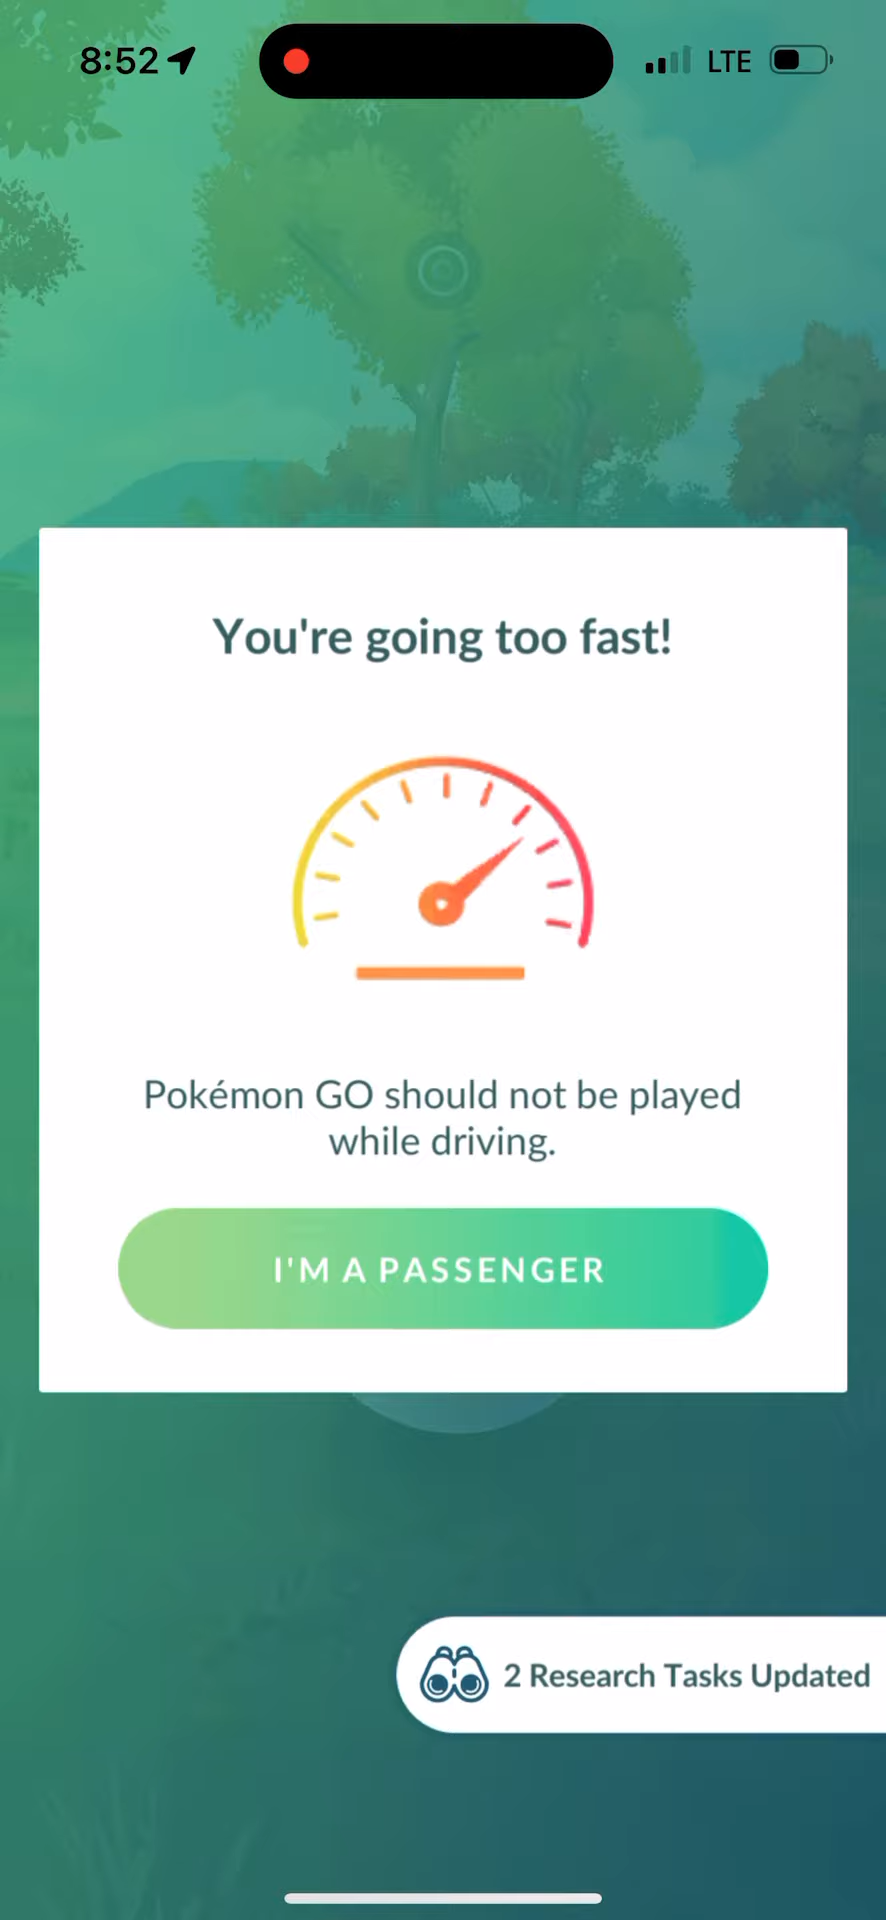 8:52
LTE
You're going too fast!
Pokémon GO should not be played
while driving.
I'M A PASSENGER
2 Research Tasks Updated